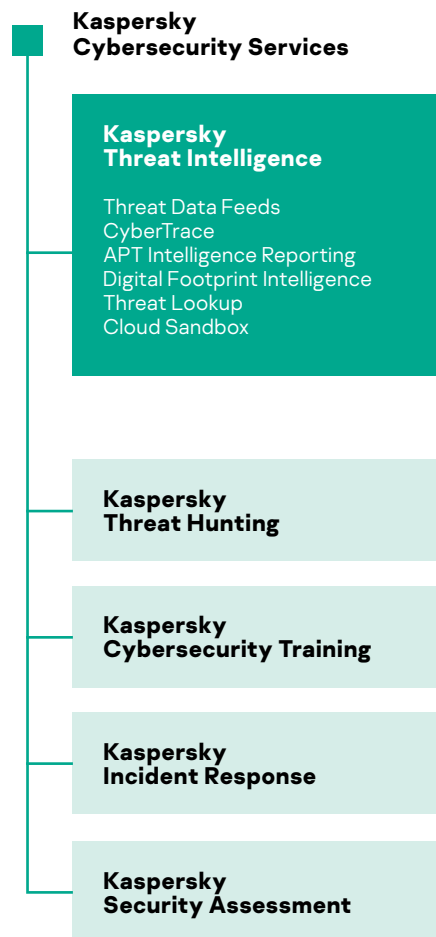 Kaspersky
Cybersecurity Services
Kaspersky
Threat Intelligence
Threat Data Feeds
CyberTrace
APT Intelligence Reporting
Digital Footprint Intelligence
Threat Lookup
Cloud Sandbox
Kaspersky
Threat Hunting
Kaspersky
Cybersecurity Training
Kaspersky
Incident Response
Kaspersky
Security Assessment